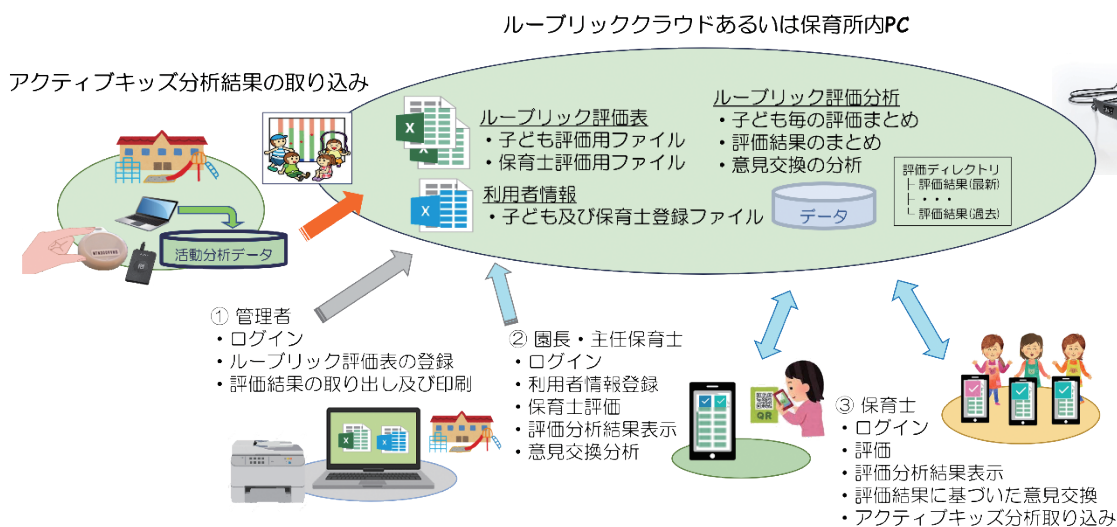 ルーブリッククラウドあるいは保育所内PC
アクティブキッズ分析結果の取り込み
ルーブリック評価表
・子ども評価用ファイル
・保育士評価用ファイル
利用者情報
・子ども及び保育士登録ファイル
ルーブリック評価分析
・子ども毎の評価まとめ
・評価結果のまとめ
・意見交換の分析
データ
評価ディレクトリ
├ 評価結果(最新)
├ ・・・
└ 評価結果(過去)
活動分析データ
① 管理者
・ログイン
・ルーブリック評価表の登録
・評価結果の取り出し及び印刷
② 園長・主任保育士
・ログイン
・利用者情報登録
・保育士評価
・評価分析結果表示
・意見交換分析
QR
③ 保育士
・ログイン
・評価
・評価分析結果表示
・評価結果に基づいた意見交換
・アクティブキッズ分析取り込み